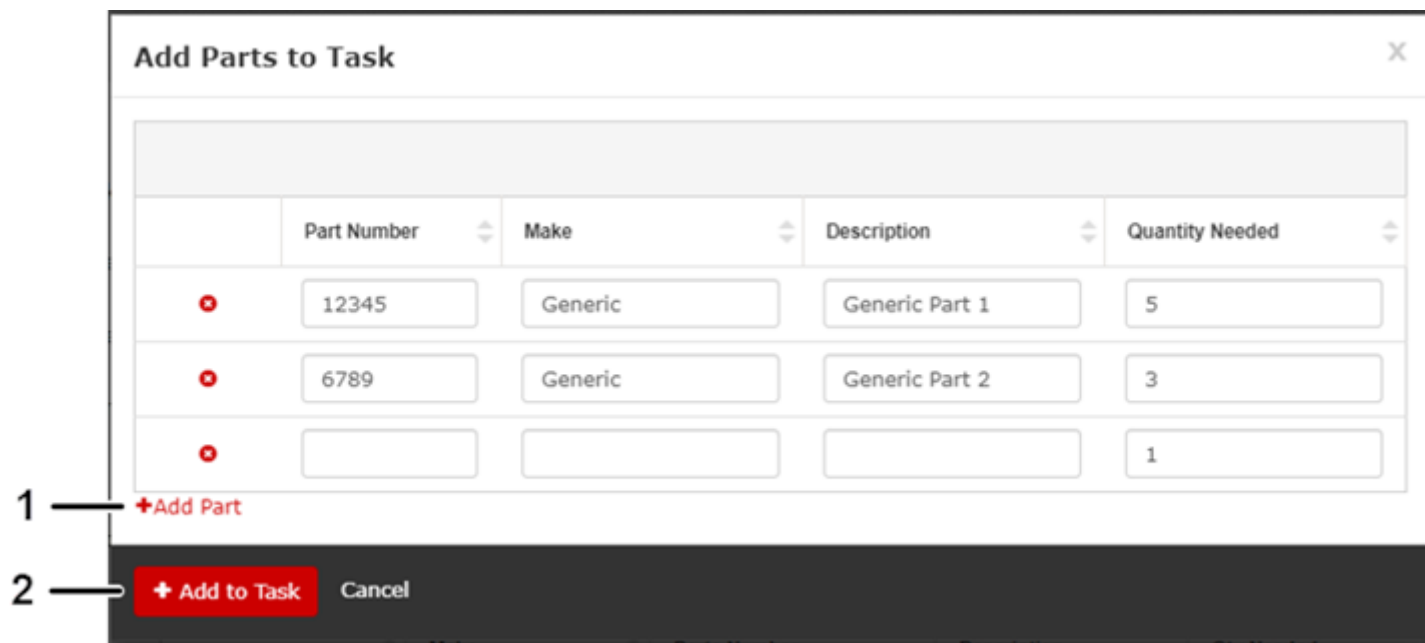 Add Parts to Task X
Part Number Make Description Quantity Needed
12345 Generic Generic Part 1 5
6789 Generic Generic Part 2 3
1
1 +Add Part
2 + Add to Task Cancel